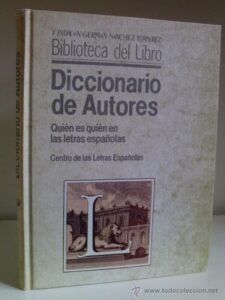 FUNDACION GERMAN SANCHEZ RUIPEREZ
Biblioteca del Libro
Diccionario
de Autores
Quién es quién en
las letras españolas
Centro de las Letras Españolas
L
www.todocoleccion.net